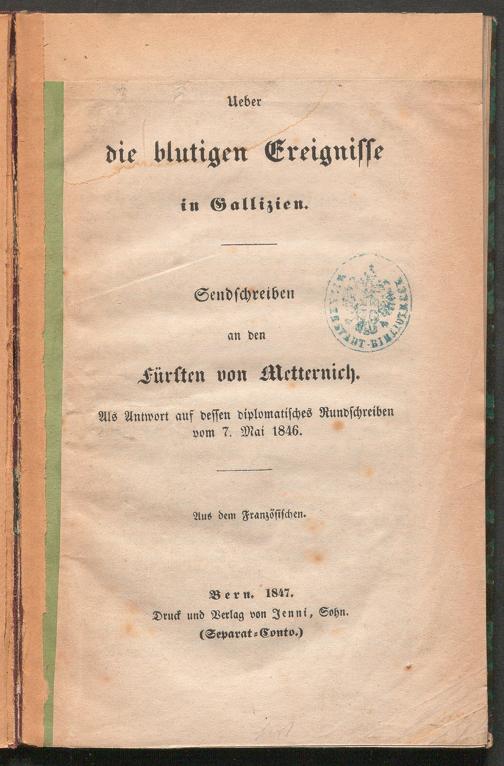 Ueber
die blutigen Ereignisse
in Gallizien.
Sendschreiben
an den
Fürsten von Metternich.
Als Antwort auf dessen diplomatisches Rundschreiben
vom 7. Mai 1846.
Aus dem Französischen.
Bern. 1847.
Druck und Verlag von Jenni, Sohn.
(Separat=Conto.)